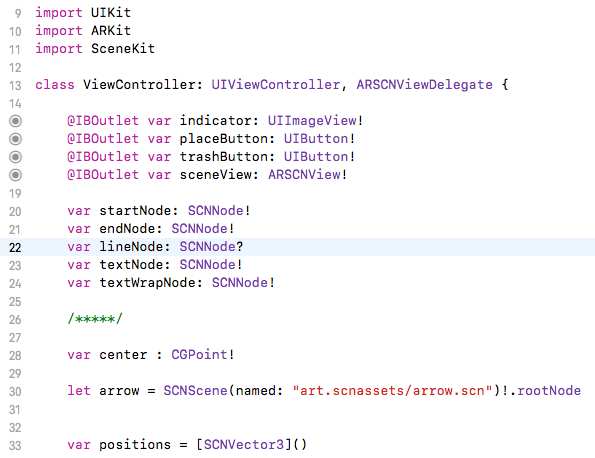 9 import UIKit
10 import ARKit
11 import SceneKit
12
13 class ViewController: UIViewController, ARSCNViewDelegate {
14
@IBOutlet var indicator: UIImageView!
@IBOutlet var placeButton: UIButton!
@IBOutlet var trashButton: UIButton!
@IBOutlet var sceneView: ARSCNView!
19
20 var startNode: SCNNode!
21 var endNode: SCNNode!
22 var lineNode: SCNNode?
23 var textNode: SCNNode!
24 var textWrapNode: SCNNode!
25
26 /*****/
27
28 var center : CGPoint!
29
30 let arrow = SCNScene(named: "art.scnassets/arrow.scn")!.rootNode
31
32
33 var positions = [SCNVector3]()